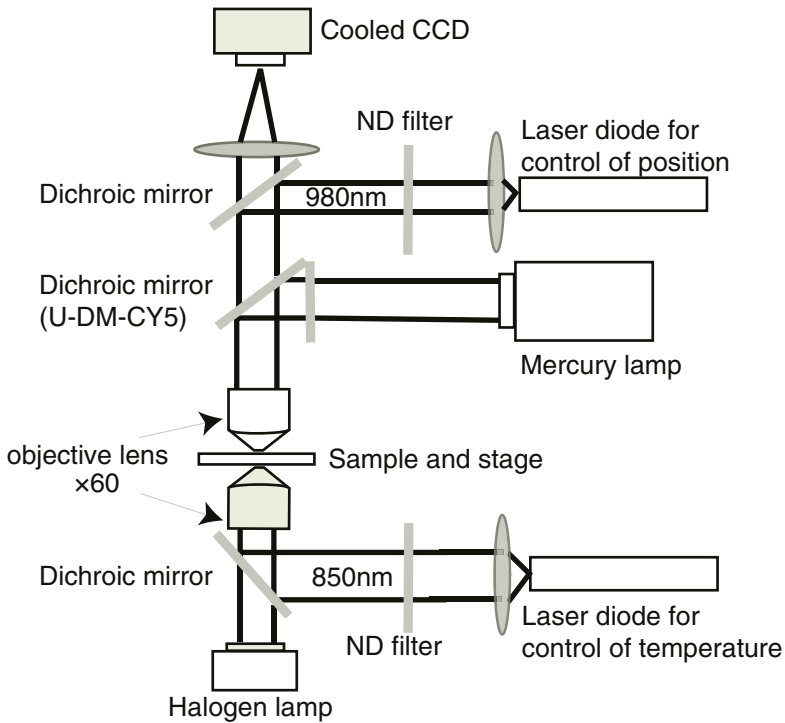 Cooled CCD
ND filter
Laser diode for
control of position
Dichroic mirror
980nm
Dichroic mirror
(U-DM-CY5)
Mercury lamp
objective lens
×60
Sample and stage
Dichroic mirror
850nm
ND filter
Laser diode for
control of temperature
Halogen lamp